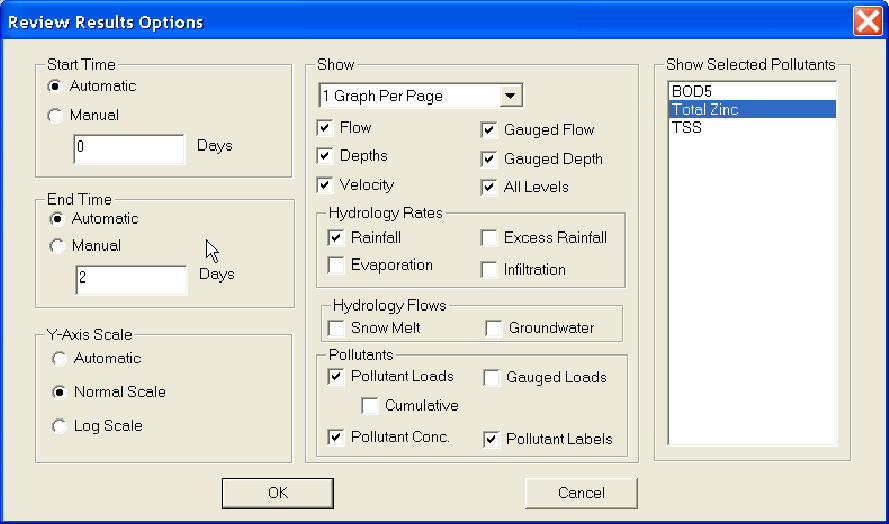 Review Results Options
Start Time
Automatic
Manual
0
Days
End Time
Automatic
Manual
2
Days
Y-Axis Scale
Automatic
Normal Scale
Log Scale
Show
1 Graph Per Page
Flow
Gauged Flow
Depths
Gauged Depth
Velocity
All Levels
Hydrology Rates
Rainfall
Excess Rainfall
Evaporation
Infiltration
Hydrology Flows
Snow Melt
Groundwater
Pollutants
Pollutant Loads
Gauged Loads
Cumulative
Pollutant Conc.
Pollutant Labels
Show Selected Pollutants
BOD5
Total Zinc
TSS
OK
Cancel